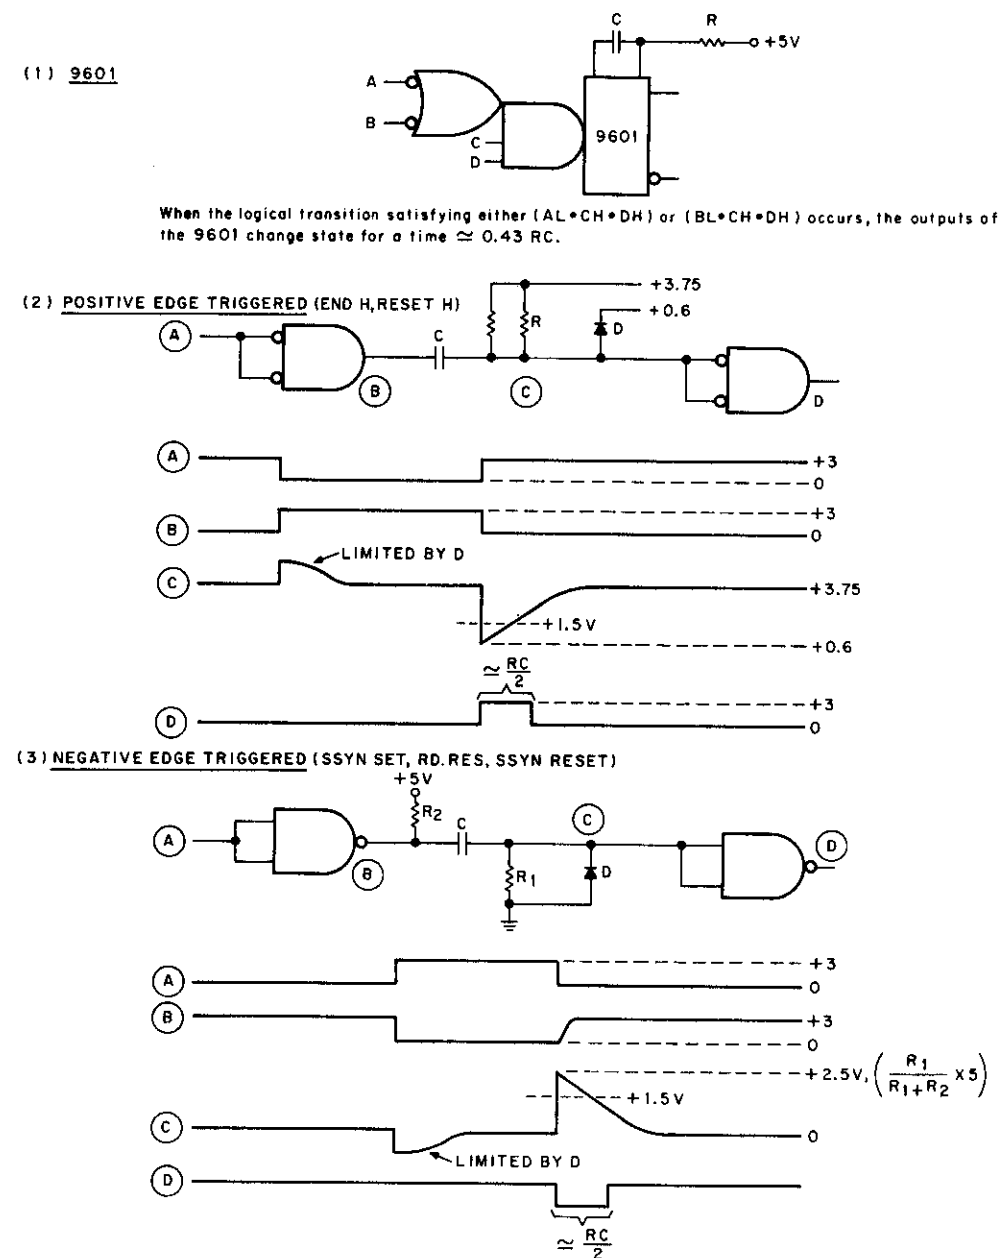 C R
+5V
(1) 9601
A
B
C
D
9601
When the logical transition satisfying either (AL•CH•DH) or (BL•CH•DH) occurs, the outputs of
the 9601 change state for a time ≃ 0.43 RC.
(2) POSITIVE EDGE TRIGGERED (END H, RESET H)
+3.75
+0.6
A
C
R
D
B
C
D
A
+3
0
B
+3
0
LIMITED BY D
C
+3.75
+1.5V
+0.6
≃ RC/2
D
+3
0
(3) NEGATIVE EDGE TRIGGERED (SSYN SET, RD. RES, SSYN RESET)
+5V
R2
C
C
A
B
R1
D
D
A
+3
0
B
+3
0
+2.5V, (R1/(R1+R2) X5)
+1.5V
C
0
LIMITED BY D
D
≃ RC/2